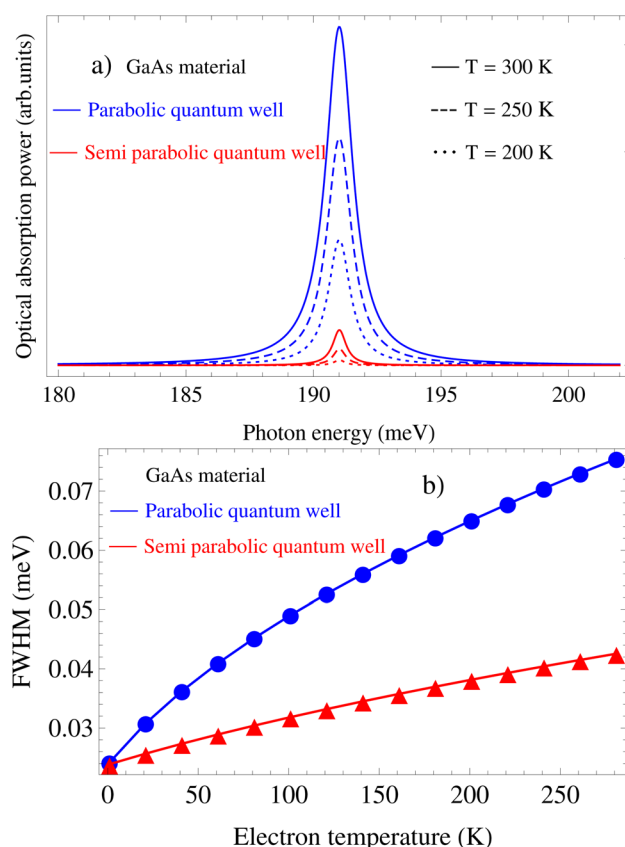 a) GaAs material
T = 300 K
Parabolic quantum well
T = 250 K
Semi parabolic quantum well
T = 200 K
Optical absorption power (arb.units)
180 185 190 195 200
Photon energy (meV)
GaAs material
b)
Parabolic quantum well
Semi parabolic quantum well
FWHM (meV)
0.07
0.06
0.05
0.04
0.03
0 50 100 150 200 250
Electron temperature (K)